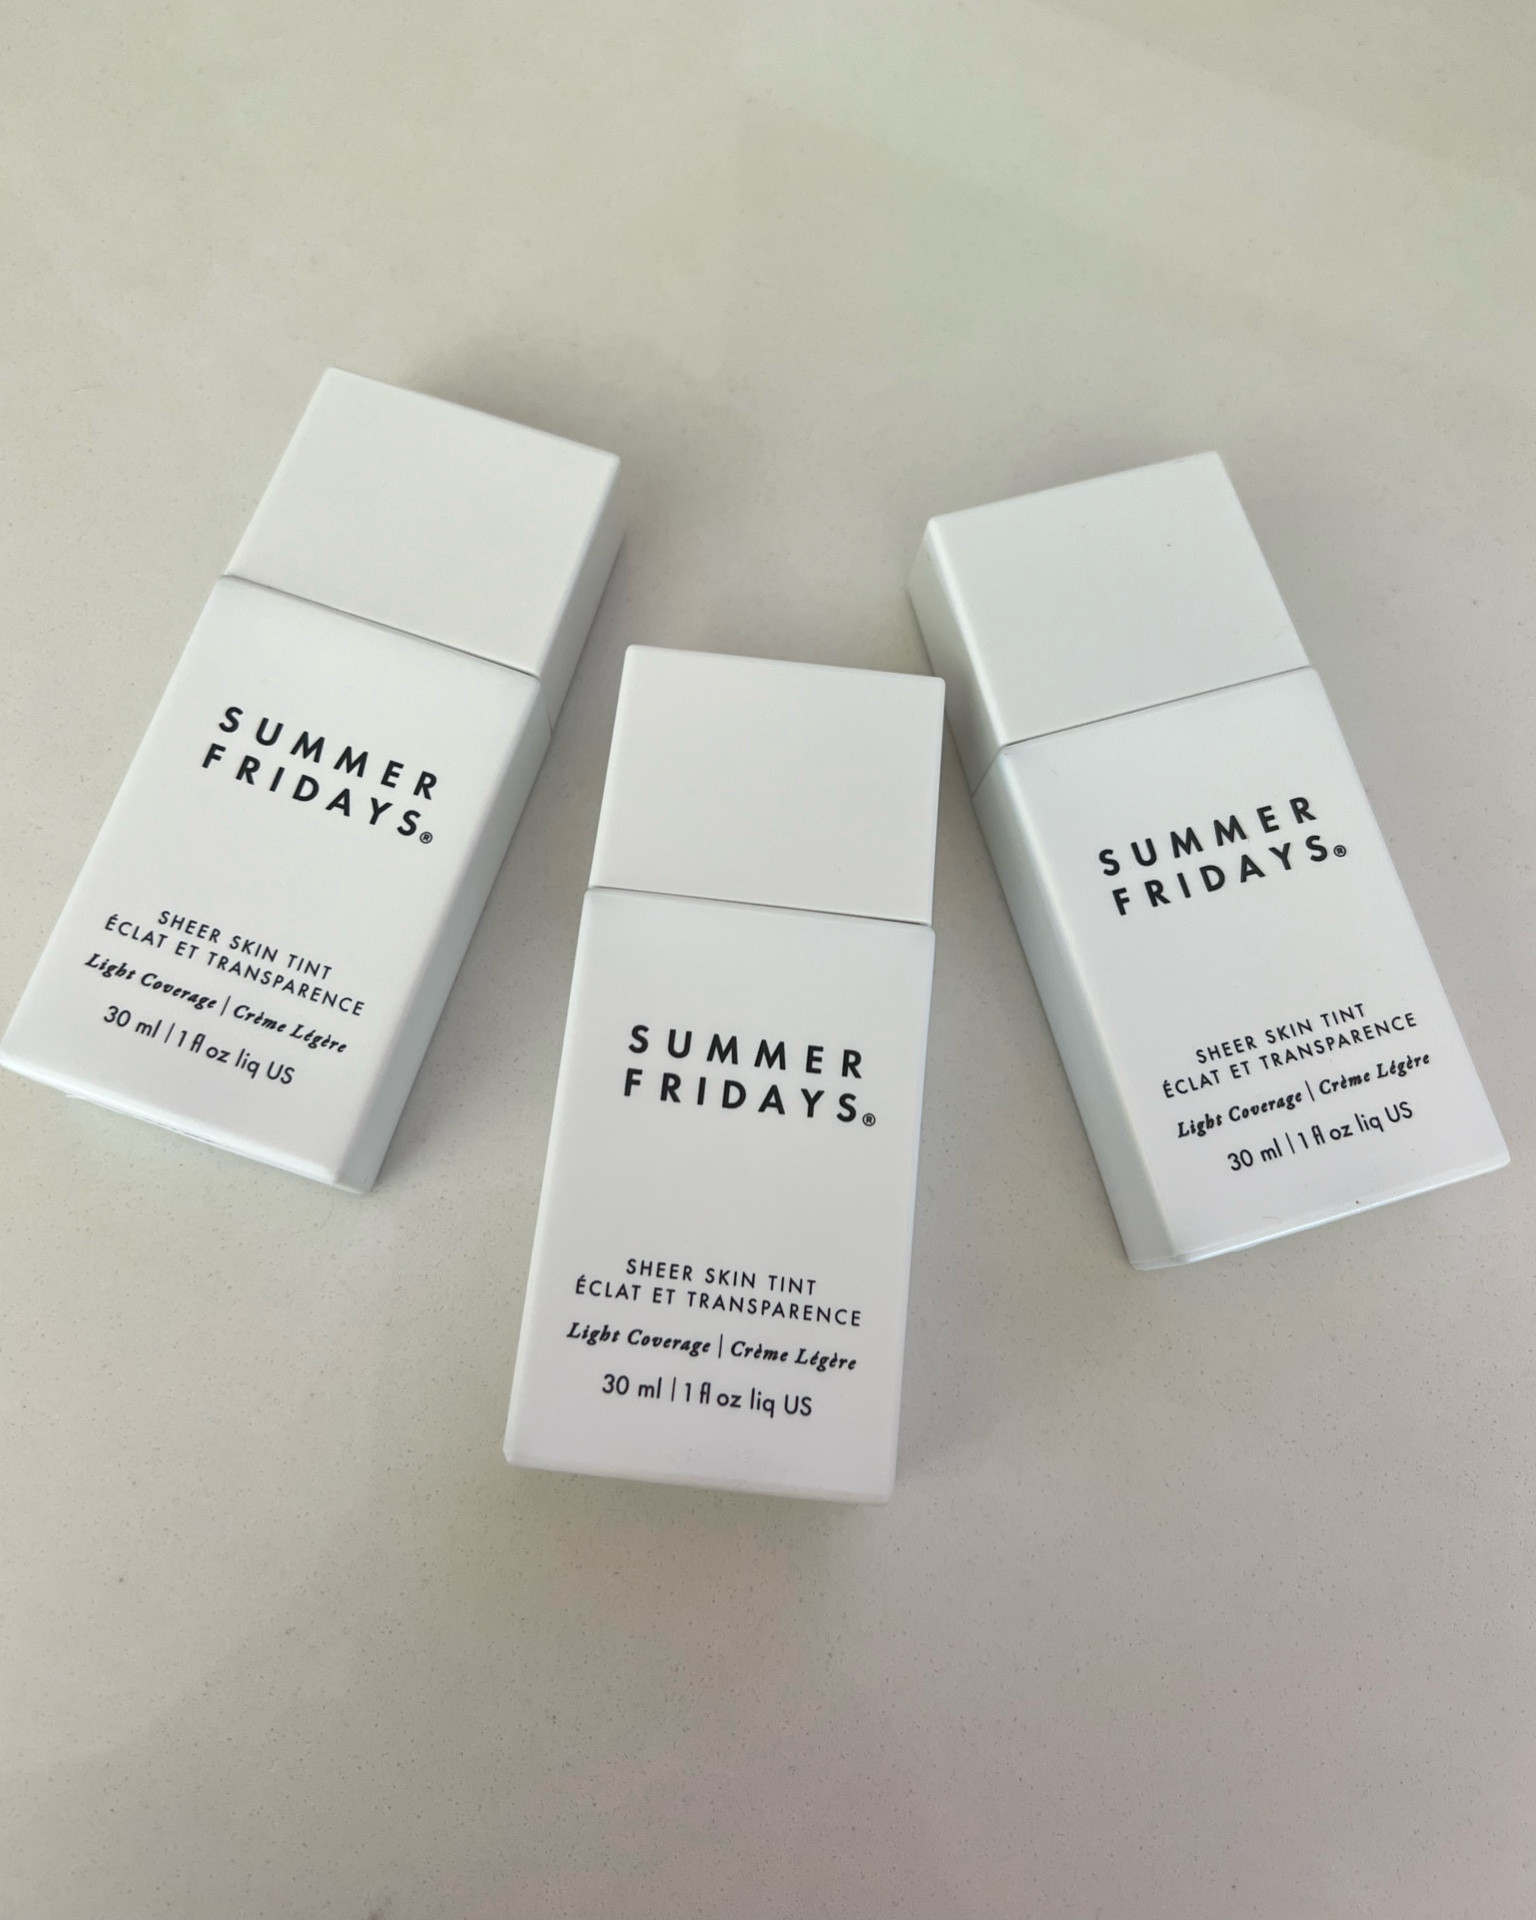 SUMMER
FRIDAYS®
SHEER SKIN TINT
ÉCLAT ET TRANSPARENCE
Light Coverage | Crème Légère
30 ml | 1 fl oz liq US
SUMMER
FRIDAYS®
SHEER SKIN TINT
ÉCLAT ET TRANSPARENCE
Light Coverage | Crème Légère
30 ml | 1 fl oz liq US
SUMMER
FRIDAYS®
SHEER SKIN TINT
ÉCLAT ET TRANSPARENCE
Light Coverage | Crème Légère
30 ml | 1 fl oz liq US